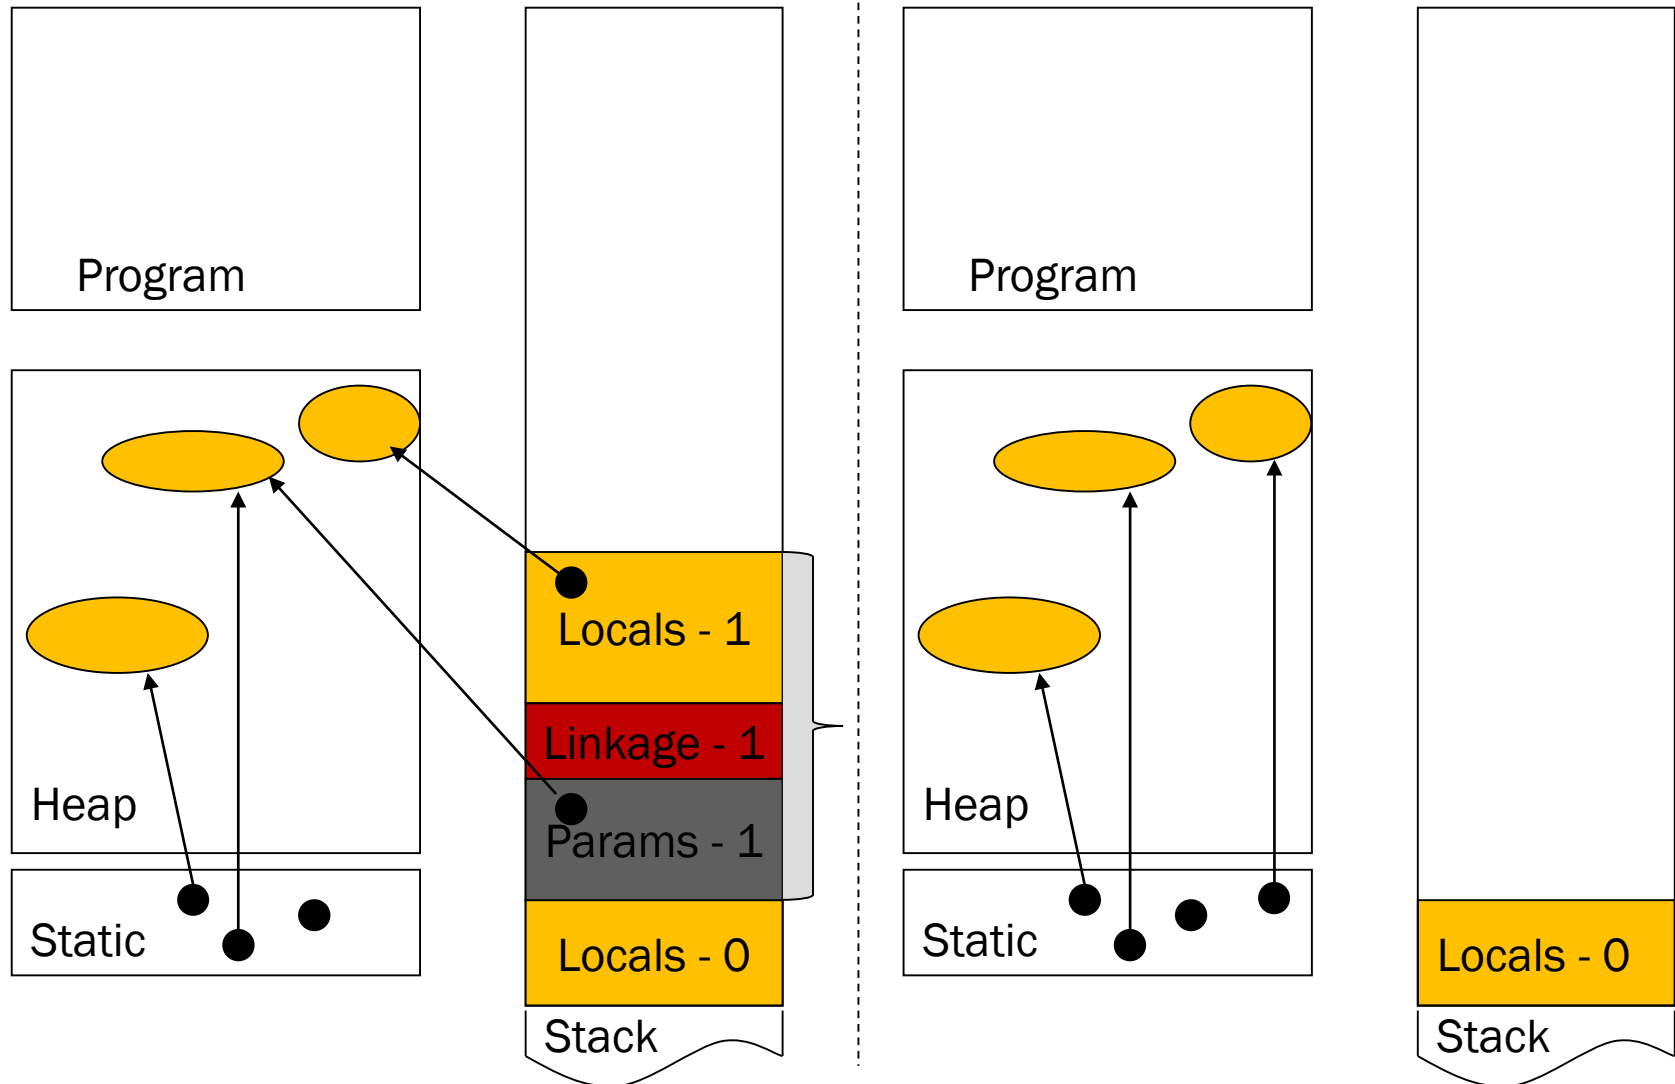 Program
Heap
Static
Locals - 1
Linkage - 1
Params - 1
Locals - 0
Stack
Program
Heap
Static
Locals - 0
Stack